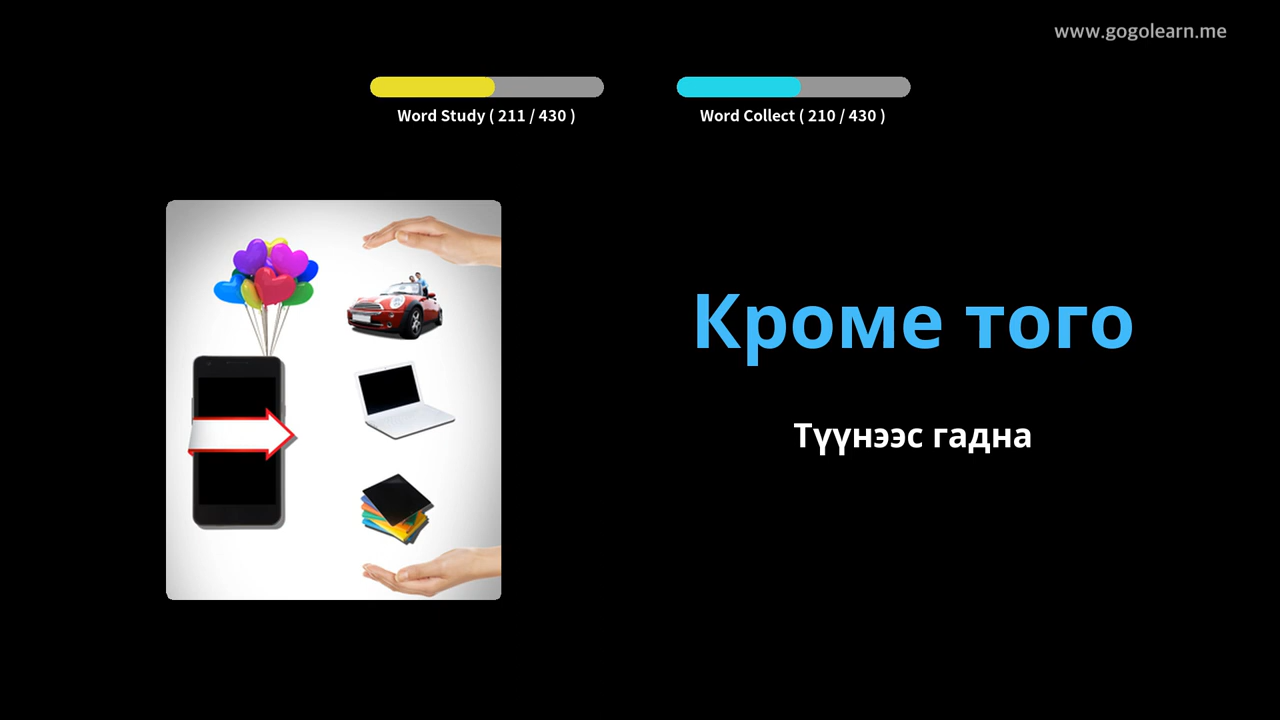 www.gogolearn.me
Word Study ( 211 / 430 )
Word Collect ( 210 / 430 )
Кроме того
Түүнээс гадна